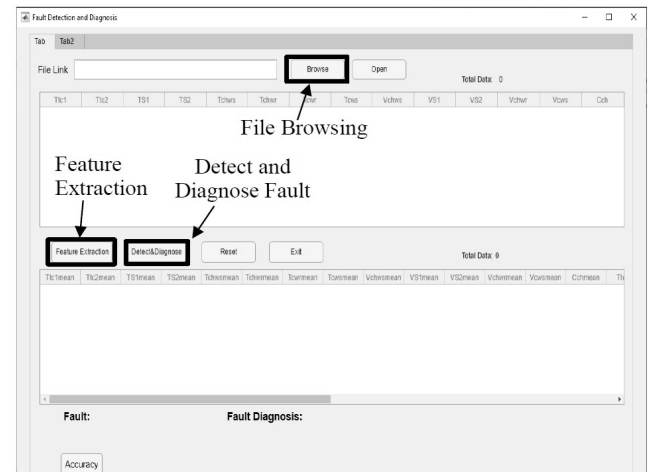 Fault Detection and Diagnosis
Tab Tab2
File Link Browse Open
Total Data: 0
Tlc1 Tlc2 TS1 TS2 Tchws Tchwr Tcwr Tcws Vchws VS1 VS2 Vchwr Vcws Cch
File Browsing
Feature Extraction
Detect and Diagnose Fault
Feature Extraction Detect&Diagnose Reset Exit
Total Data: 0
Tlc1mean Tlc2mean TS1mean TS2mean Tchwsmean Tchwrmean Tcwrmean Tcwsmean Vchwsmean VS1mean VS2mean Vchwrmean Vcwsmean Cchmean
Fault: Fault Diagnosis:
Accuracy